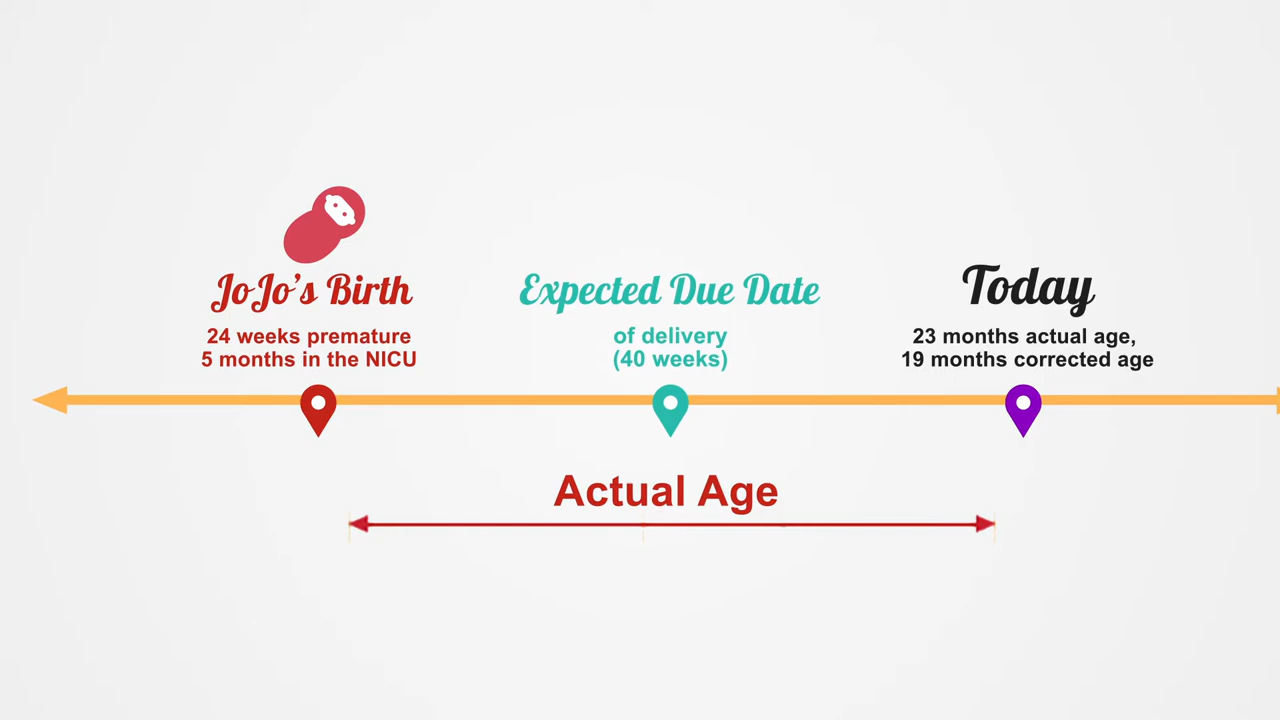 JoJo's Birth
24 weeks premature
5 months in the NICU
Expected Due Date
of delivery
(40 weeks)
Today
23 months actual age,
19 months corrected age
Actual Age